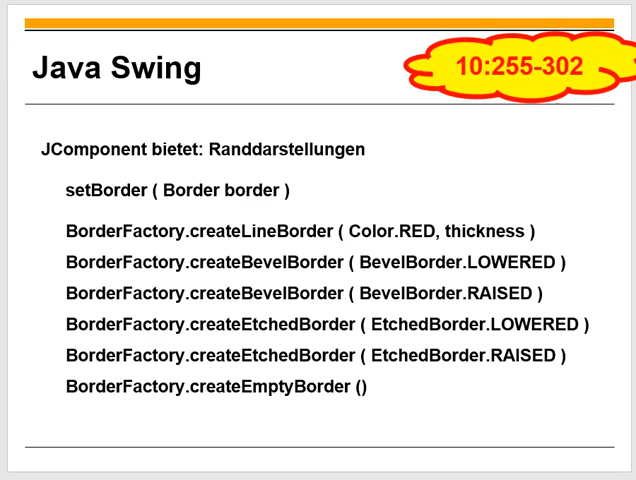 Java Swing
10:255-302
JComponent bietet: Randdarstellungen
setBorder ( Border border )
BorderFactory.createLineBorder ( Color.RED, thickness )
BorderFactory.createBevelBorder ( BevelBorder.LOWERED )
BorderFactory.createBevelBorder ( BevelBorder.RAISED )
BorderFactory.createEtchedBorder ( EtchedBorder.LOWERED )
BorderFactory.createEtchedBorder ( EtchedBorder.RAISED )
BorderFactory.createEmptyBorder ()